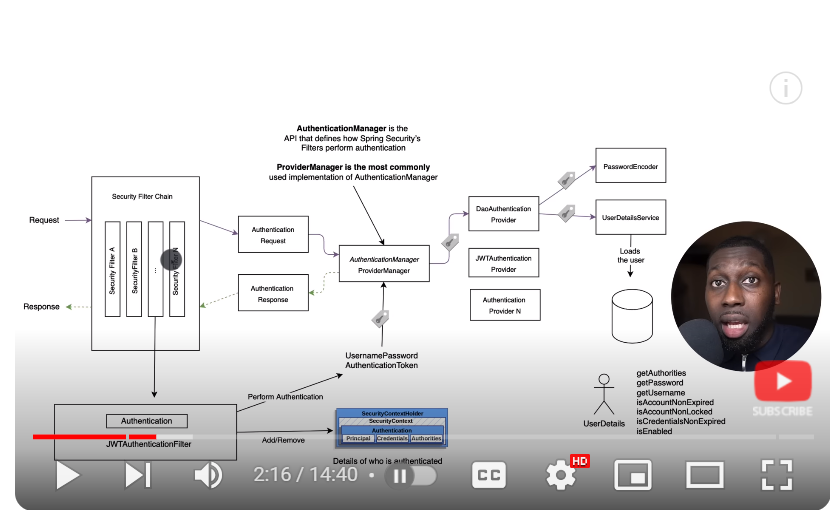 AuthenticationManager is the
API that defines how Spring Security's
Filters perform authentication
ProviderManager is the most commonly
used implementation of AuthenticationManager
Security Filter Chain
Request
Response
Security Filter A
SecurityFilter B
...
Security Filter N
Authentication
Request
Authentication
Response
AuthenticationManager
ProviderManager
DaoAuthentication
Provider
JWTAuthentication
Provider
Authentication
Provider N
PasswordEncoder
UserDetailsService
Loads
the user
UsernamePassword
AuthenticationToken
Perform Authentication
Add/Remove
Authentication
JWTAuthenticationFilter
SecurityContextHolder
SecurityContext
Authentication
Principal
Credentials
Authorities
Details of who is authenticated
UserDetails
getAuthorities
getPassword
getUsername
isAccountNonExpired
isAccountNonLocked
isCredentialsNonExpired
isEnabled
SUBSCRIBE
2:16 / 14:40
CC
HD